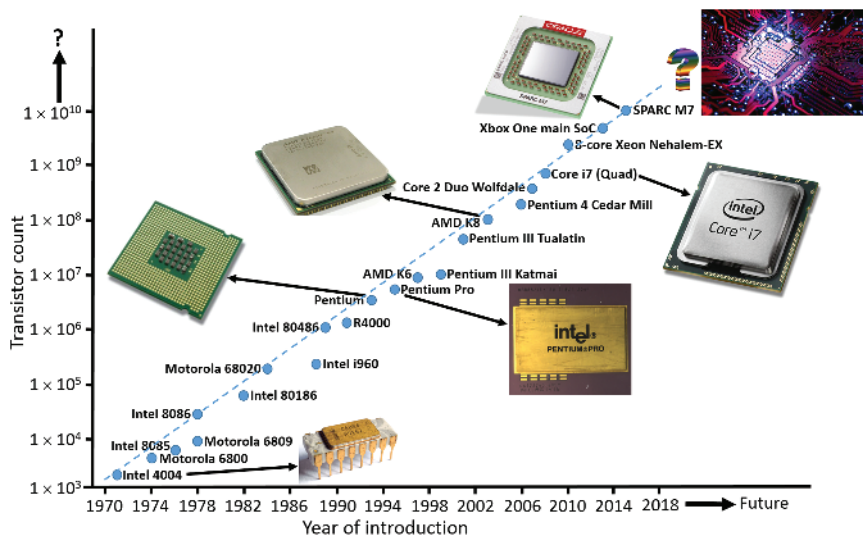 ?
1 × 10¹⁰
1 × 10⁹
1 × 10⁸
1 × 10⁷
1 × 10⁶
1 × 10⁵
1 × 10⁴
1 × 10³
Transistor count
ORACLE
SPARC M7
?
SPARC M7
Xbox One main SoC
8-core Xeon Nehalem-EX
Core i7 (Quad)
Core 2 Duo Wolfdale
Pentium 4 Cedar Mill
AMD K8
Pentium III Tualatin
intel
Core™ i7
AMD K6
Pentium III Katmai
Pentium Pro
Pentium
R4000
Intel 80486
intel®
PENTIUM®PRO
Intel i960
Motorola 68020
Intel 80186
Intel 8086
Motorola 6809
Intel 8085
Motorola 6800
Intel 4004
1970 1974 1978 1982 1986 1990 1994 1998 2002 2006 2010 2014 2018
Future
Year of introduction